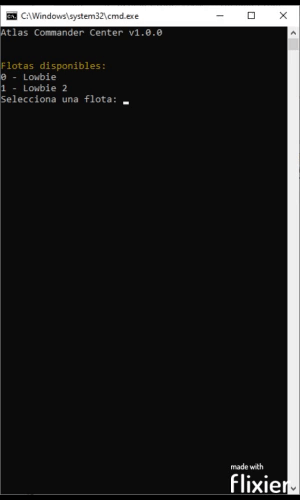 C:\Windows\system32\cmd.exe
Atlas Commander Center v1.0.0
Flotas disponibles:
0 - Lowbie
1 - Lowbie 2
Selecciona una flota:
made with
flixier